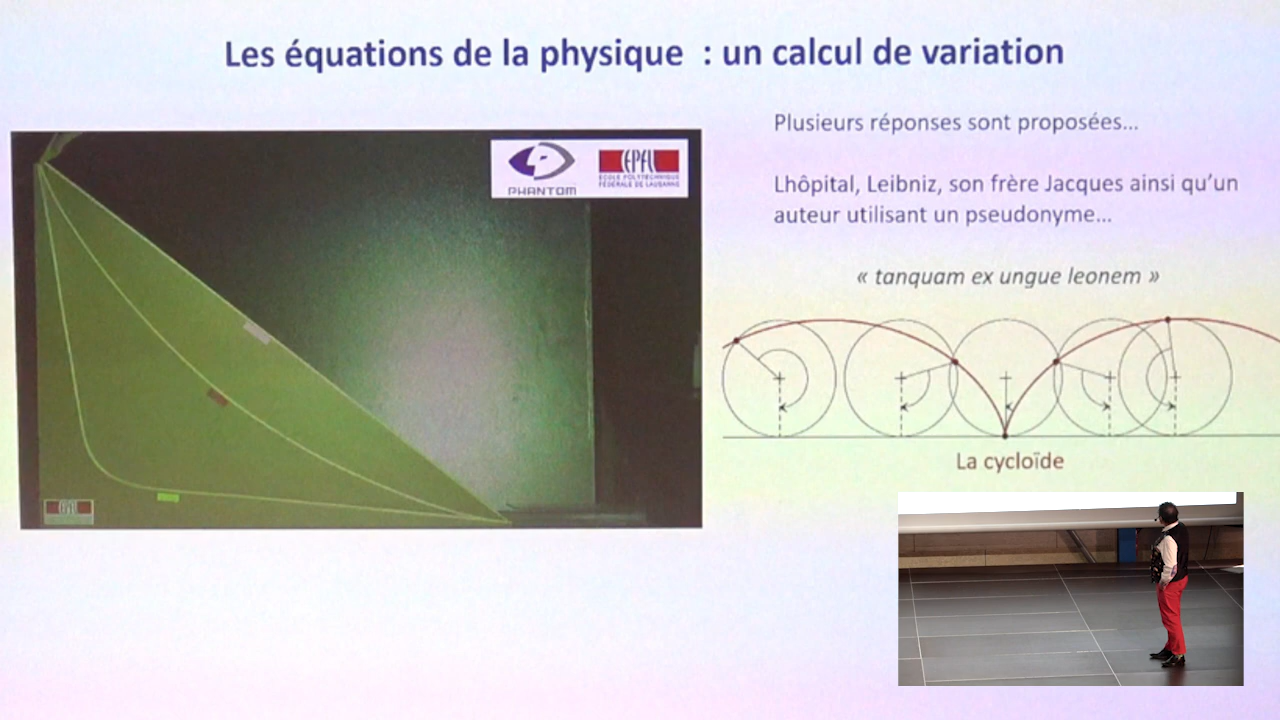 Les équations de la physique : un calcul de variation
Plusieurs réponses sont proposées...
PHANTOM
EPFL
ECOLE POLYTECHNIQUE
FÉDÉRALE DE LAUSANNE
Lhôpital, Leibniz, son frère Jacques ainsi qu'un
auteur utilisant un pseudonyme...
« tanquam ex ungue leonem »
La cycloïde